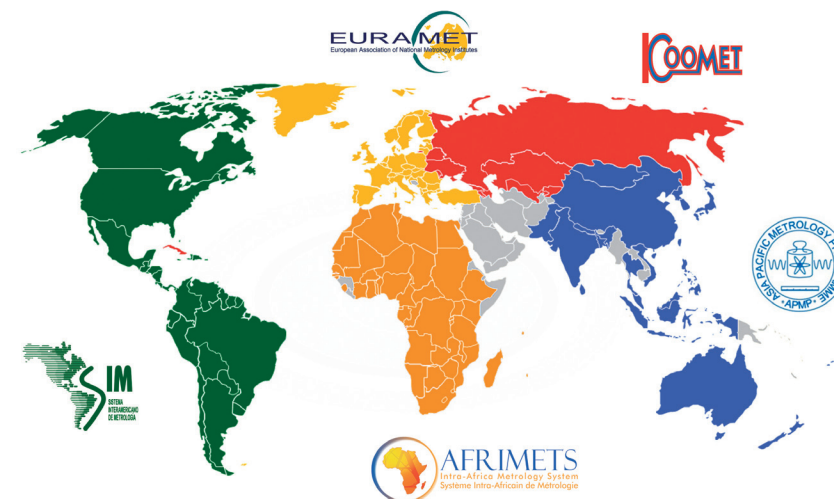 EURAMET
European Association of National Metrology Institutes
COOMET
ASIA PACIFIC METROLOGY PROGRAMME
· APMP ·
SIM
SISTEMA
INTERAMERICANO
DE METROLOGIA
AFRIMETS
Intra-Africa Metrology System
Système Intra-Africain de Métrologie